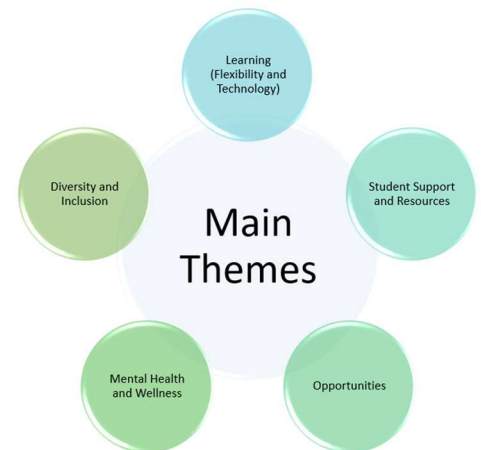 Learning
(Flexibility and
Technology)
Diversity and
Inclusion
Student Support
and Resources
Main
Themes
Mental Health
and Wellness
Opportunities